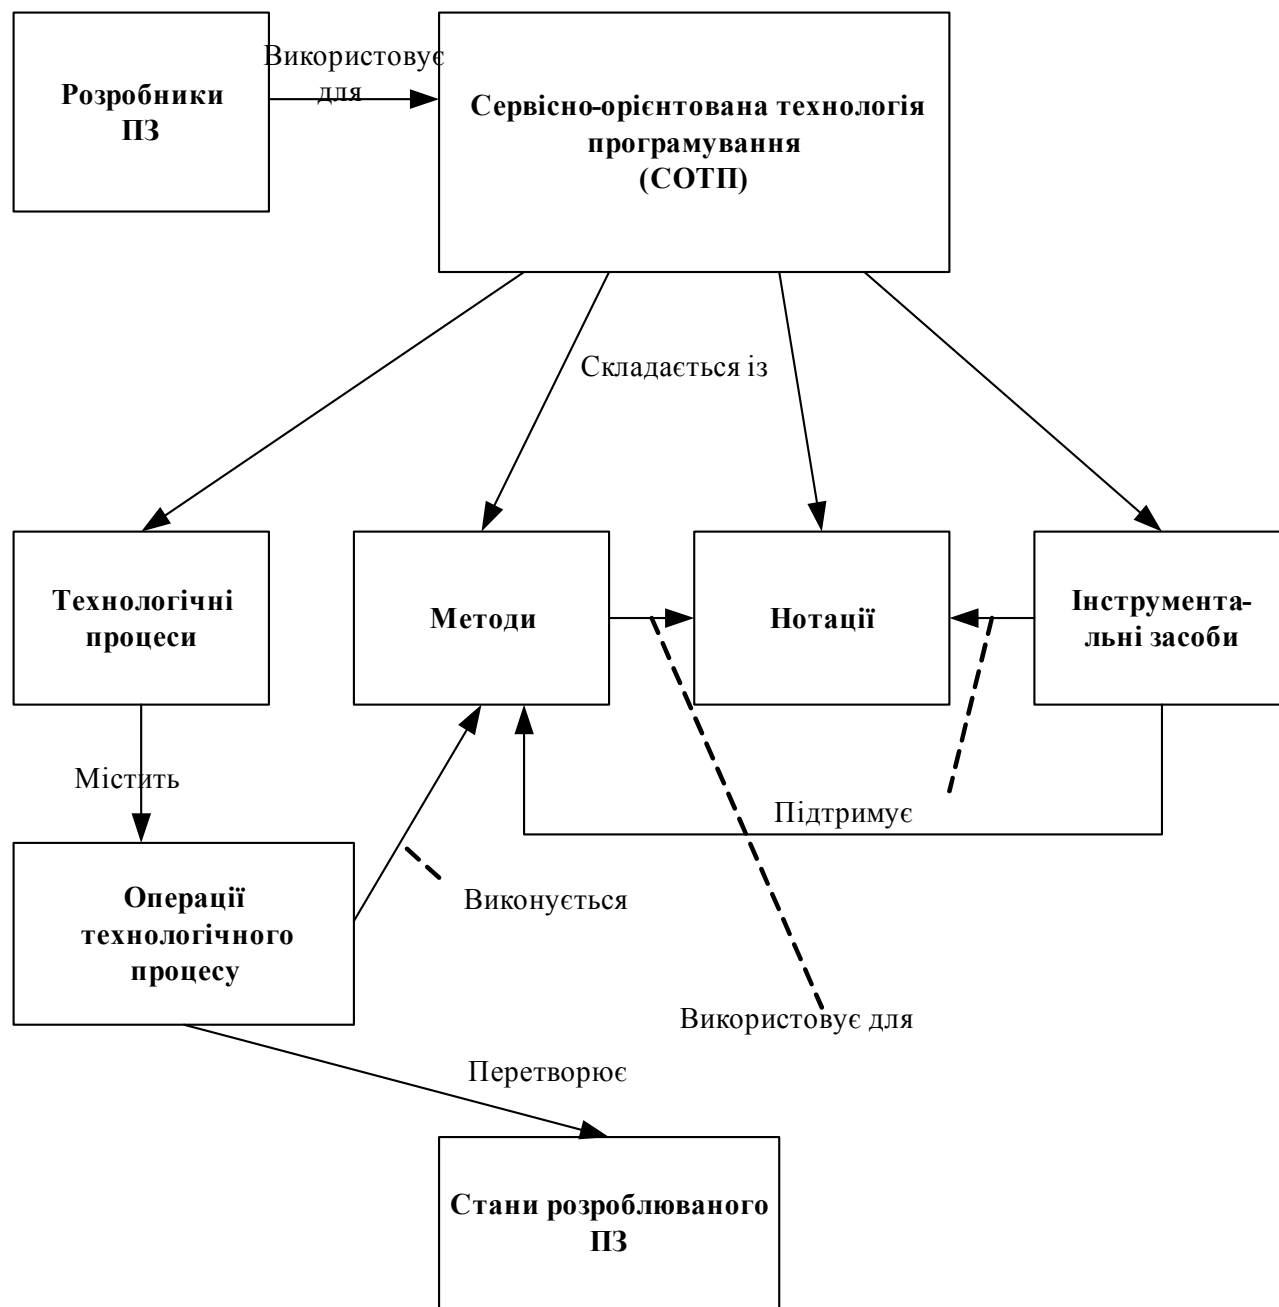 Розробники
ПЗ
Використовує
для
Сервісно-орієнтована технологія
програмування
(СОТП)
Складається із
Технологічні
процеси
Методи
Нотації
Інструмента-
льні засоби
Містить
Підтримує
Операції
технологічного
процесу
Виконується
Використовує для
Перетворює
Стани розроблюваного
ПЗ